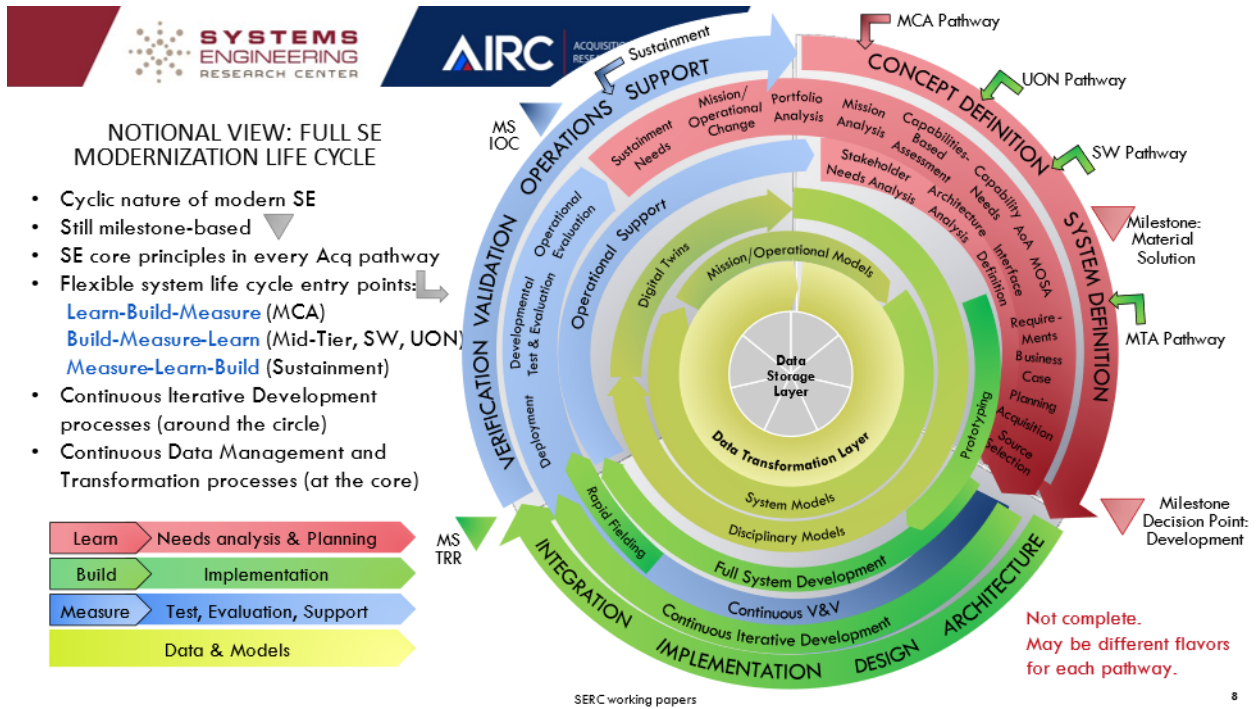 SYSTEMS
ENGINEERING
RESEARCH CENTER
AIRC
ACQUISITI
RES
NOTIONAL VIEW: FULL SE
MODERNIZATION LIFE CYCLE
• Cyclic nature of modern SE
• Still milestone-based
• SE core principles in every Acq pathway
• Flexible system life cycle entry points:
Learn-Build-Measure (MCA)
Build-Measure-Learn (Mid-Tier, SW, UON)
Measure-Learn-Build (Sustainment)
• Continuous Iterative Development
processes (around the circle)
• Continuous Data Management and
Transformation processes (at the core)
Learn
Needs analysis & Planning
Build
Implementation
Measure
Test, Evaluation, Support
Data & Models
MS
IOC
MS
TRR
Sustainment
MCA Pathway
UON Pathway
SW Pathway
Milestone:
Material
Solution
MTA Pathway
Milestone
Decision Point:
Development
VERIFICATION VALIDATION OPERATIONS SUPPORT
CONCEPT DEFINITION
SYSTEM DEFINITION
ARCHITECTURE
DESIGN
IMPLEMENTATION
INTEGRATION
Sustainment
Needs
Mission/
Operational
Change
Portfolio
Analysis
Mission
Analysis
Capabilities-
Based
Assessment
Capability
Needs
AoA
MOSA
Stakeholder
Needs Analysis
Architecture
Analysis
Interface
Definition
Require-
Ments
Business
Case
Planning
Acquisition
Source
Selection
Operational
Evaluation
Developmental
Test & Evaluation
Deployment
Operational Support
Digital Twins
Mission/Operational Models
Data
Storage
Layer
Data Transformation Layer
System Models
Disciplinary Models
Prototyping
Rapid Fielding
Full System Development
Continuous V&V
Continuous Iterative Development
Not complete.
May be different flavors
for each pathway.
SERC working papers
8